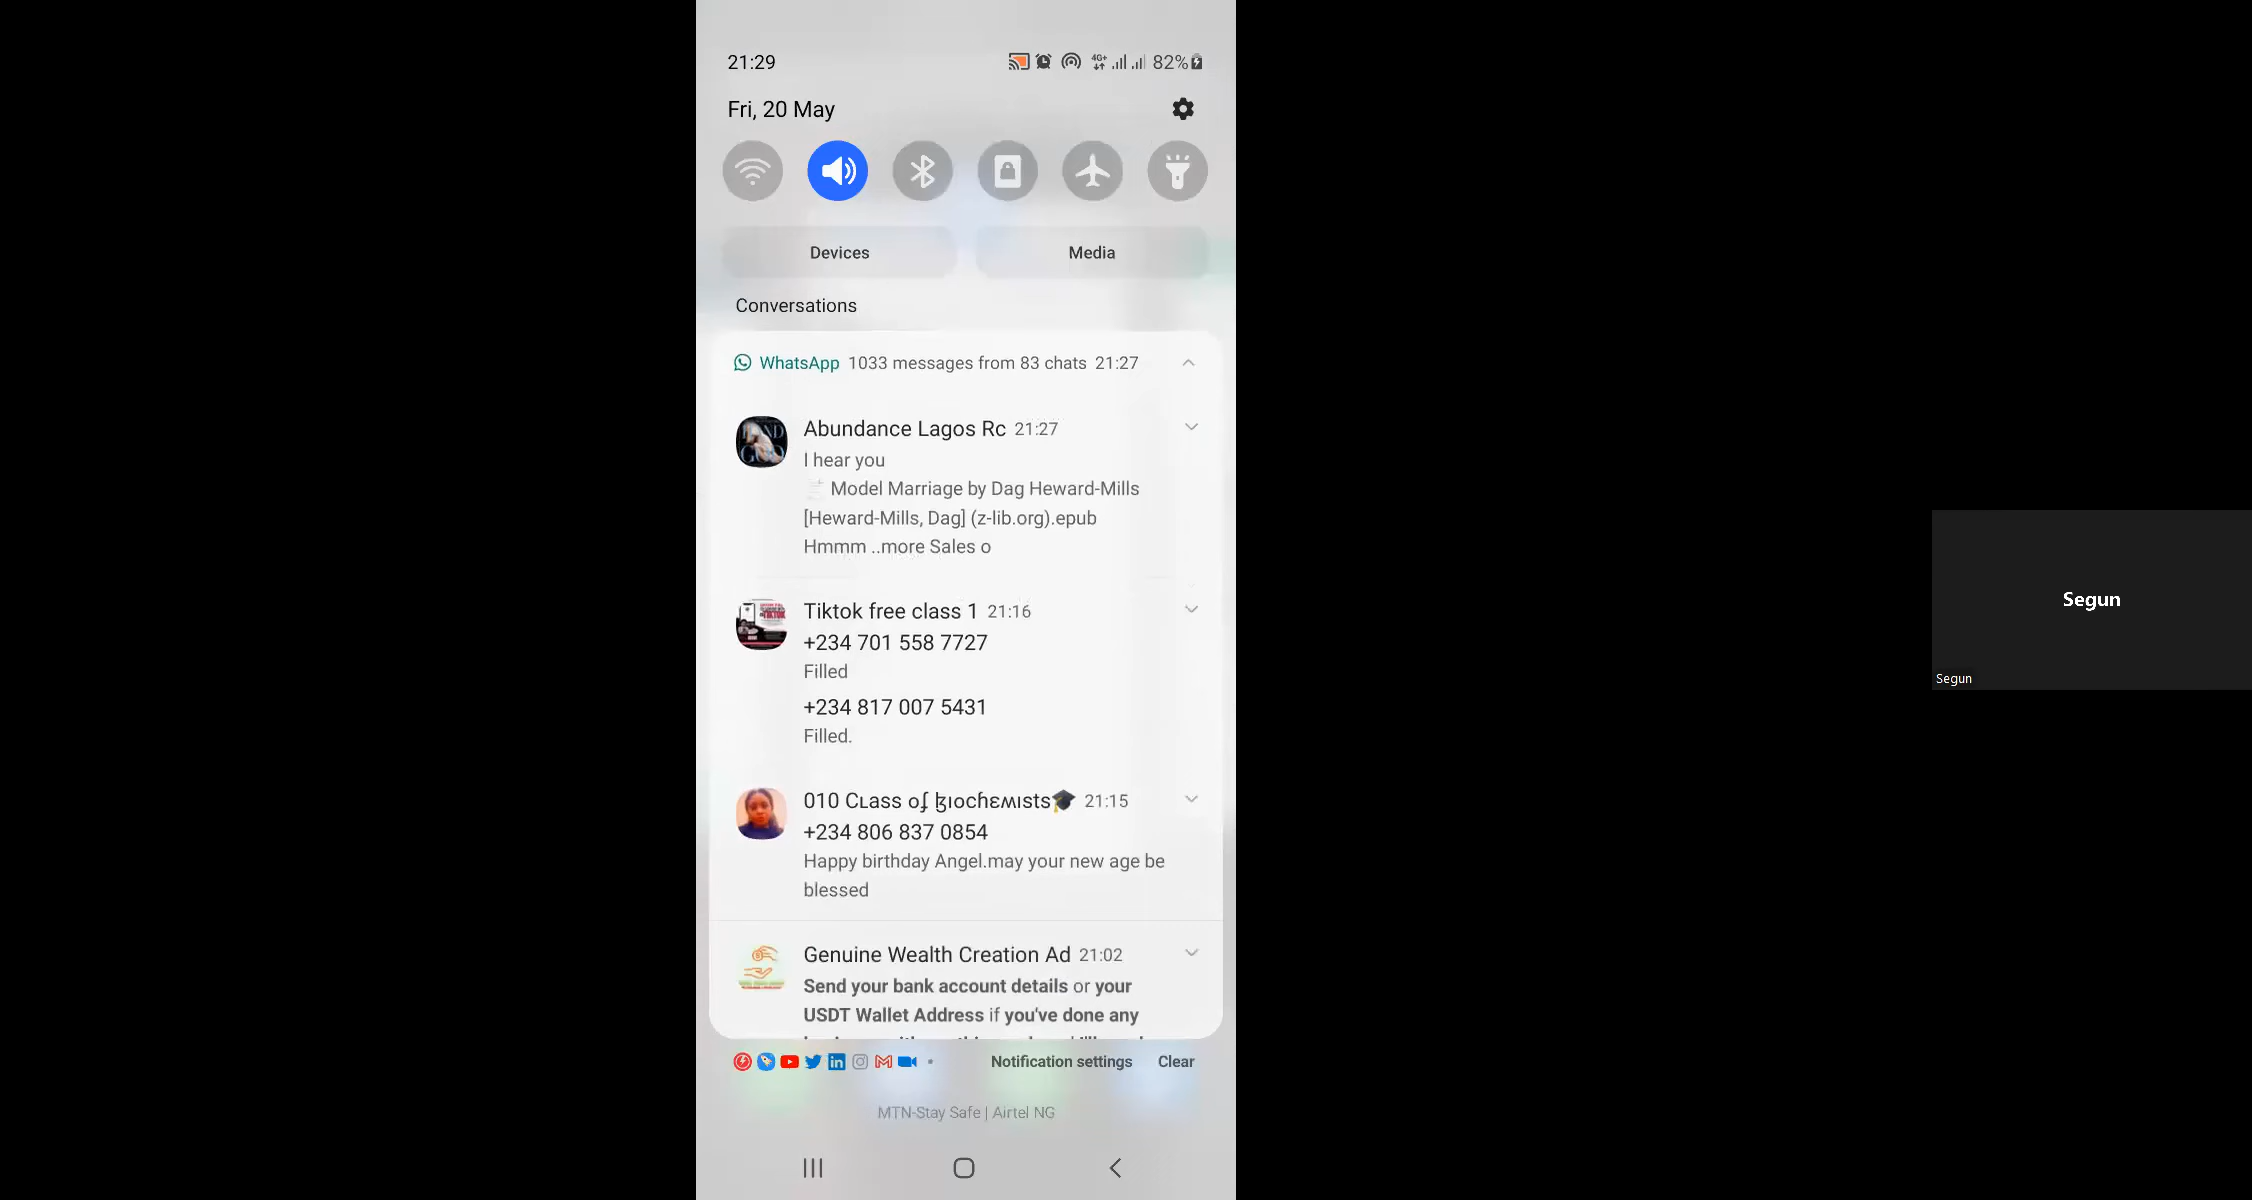 21:29
4G+
82%
Fri, 20 May
Devices
Media
Conversations
WhatsApp 1033 messages from 83 chats 21:27
Abundance Lagos Rc 21:27
I hear you
Model Marriage by Dag Heward-Mills
[Heward-Mills, Dag] (z-lib.org).epub
Hmmm ..more Sales o
Tiktok free class 1 21:16
+234 701 558 7727
Filled
+234 817 007 5431
Filled.
010 Cʟass oʆ ɮıocɦɛʍısts🎓 21:15
+234 806 837 0854
Happy birthday Angel.may your new age be
blessed
Genuine Wealth Creation Ad 21:02
Send your bank account details or your
USDT Wallet Address if you've done any
Notification settings
Clear
MTN-Stay Safe | Airtel NG
Segun
Segun